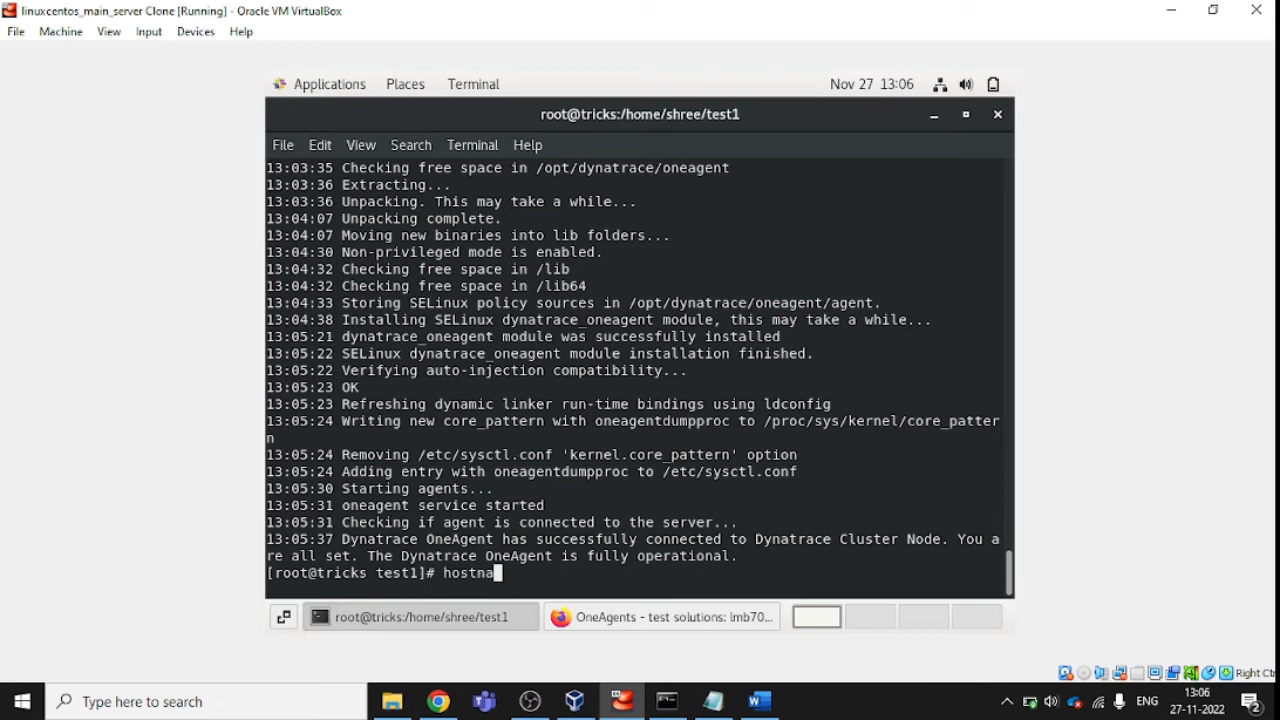 linuxcentos_main_server Clone [Running] - Oracle VM VirtualBox
File Machine View Input Devices Help
Applications Places Terminal Nov 27 13:06
root@tricks:/home/shree/test1
File Edit View Search Terminal Help
13:03:35 Checking free space in /opt/dynatrace/oneagent
13:03:36 Extracting...
13:03:36 Unpacking. This may take a while...
13:04:07 Unpacking complete.
13:04:07 Moving new binaries into lib folders...
13:04:30 Non-privileged mode is enabled.
13:04:32 Checking free space in /lib
13:04:32 Checking free space in /lib64
13:04:33 Storing SELinux policy sources in /opt/dynatrace/oneagent/agent.
13:04:38 Installing SELinux dynatrace_oneagent module, this may take a while...
13:05:21 dynatrace_oneagent module was successfully installed
13:05:22 SELinux dynatrace_oneagent module installation finished.
13:05:22 Verifying auto-injection compatibility...
13:05:23 OK
13:05:23 Refreshing dynamic linker run-time bindings using ldconfig
13:05:24 Writing new core_pattern with oneagentdumpproc to /proc/sys/kernel/core_patter
n
13:05:24 Removing /etc/sysctl.conf 'kernel.core_pattern' option
13:05:24 Adding entry with oneagentdumpproc to /etc/sysctl.conf
13:05:30 Starting agents...
13:05:31 oneagent service started
13:05:31 Checking if agent is connected to the server...
13:05:37 Dynatrace OneAgent has successfully connected to Dynatrace Cluster Node. You a
re all set. The Dynatrace OneAgent is fully operational.
[root@tricks test1]# hostna
root@tricks:/home/shree/test1 OneAgents - test solutions: lmb70...
Right Ctr
Type here to search ENG 13:06
27-11-2022 2